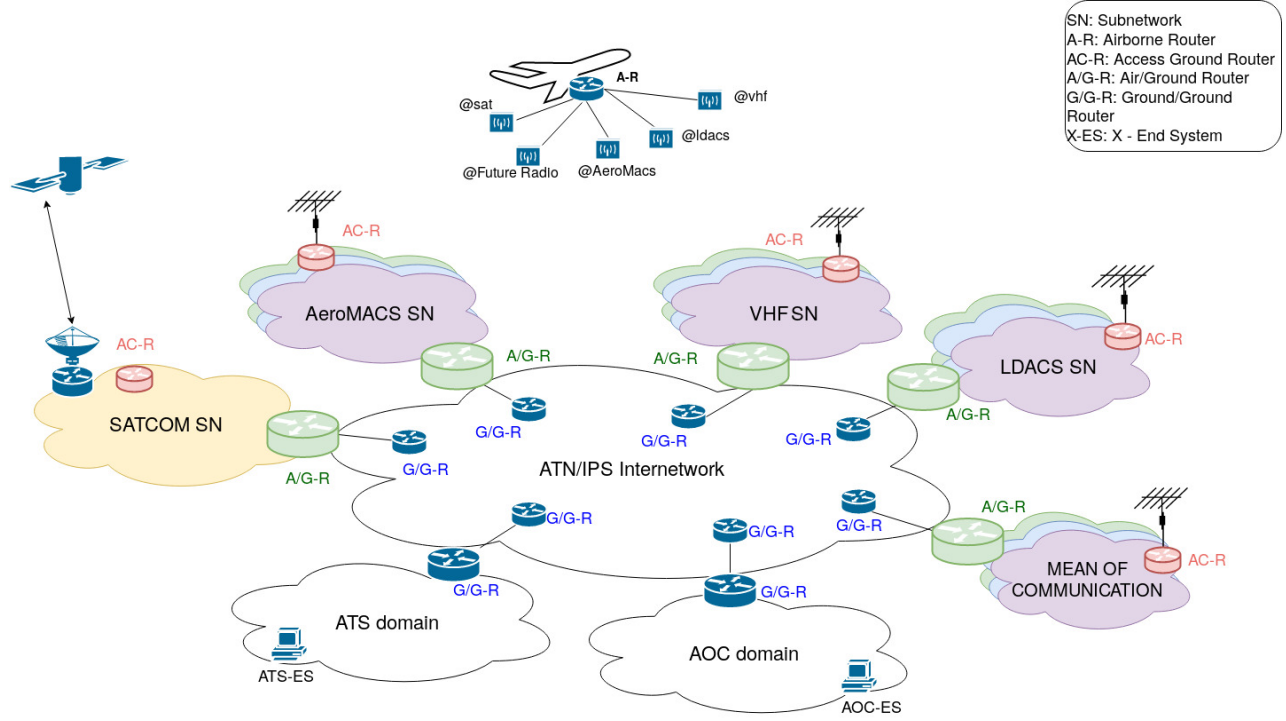 SN: Subnetwork
A-R: Airborne Router
AC-R: Access Ground Router
A/G-R: Air/Ground Router
G/G-R: Ground/Ground
Router
X-ES: X - End System
A-R
@sat
@vhf
@ldacs
@Future Radio
@AeroMacs
AC-R
AeroMACS SN
A/G-R
G/G-R
AC-R
VHF SN
A/G-R
G/G-R
AC-R
LDACS SN
A/G-R
G/G-R
AC-R
SATCOM SN
A/G-R
G/G-R
ATN/IPS Internetwork
G/G-R
G/G-R
ATS domain
ATS-ES
G/G-R
G/G-R
AOC domain
AOC-ES
G/G-R
A/G-R
AC-R
MEAN OF
COMMUNICATION